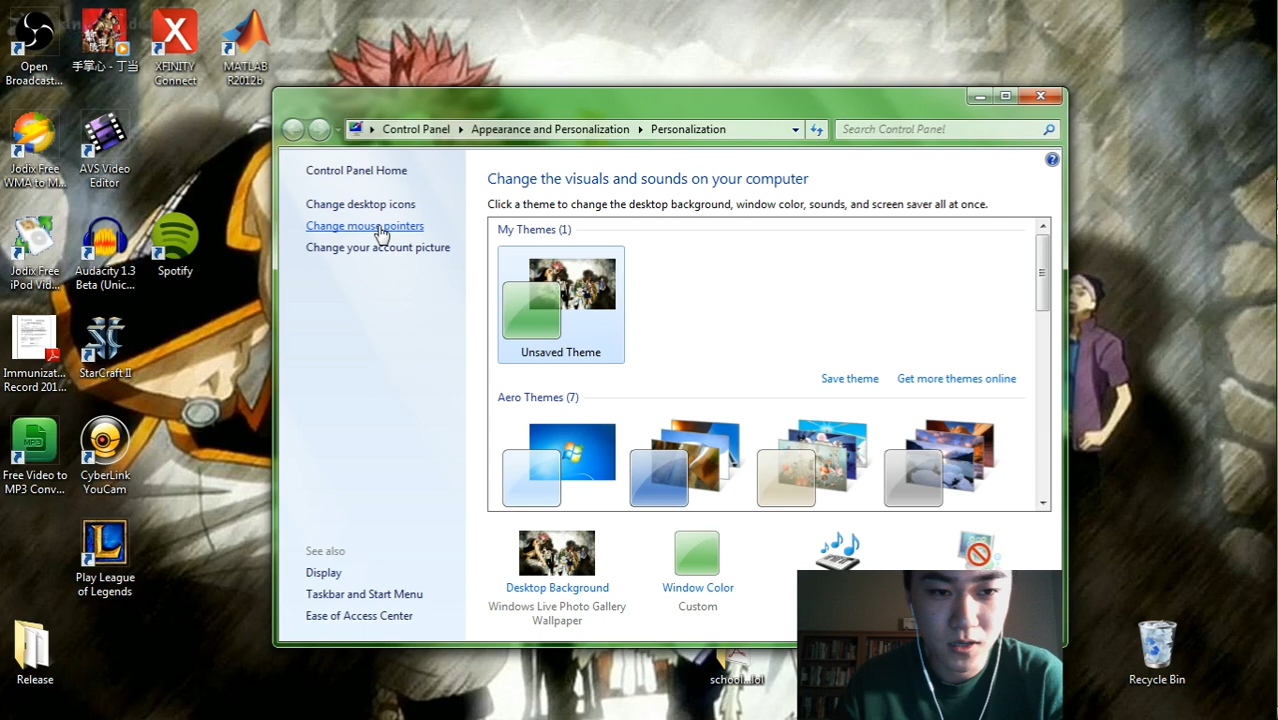 Open
Broadcast...
手掌心 - 丁当
XFINITY
Connect
MATLAB
R2012b
Jodix Free
WMA to M...
AVS Video
Editor
Jodix Free
iPod Vid...
Audacity 1.3
Beta (Unic...
Spotify
Immunizat...
Record 201...
StarCraft II
MP3
Free Video to
MP3 Conv...
CyberLink
YouCam
Play League
of Legends
Release
Control Panel
Appearance and Personalization
Personalization
Search Control Panel
Control Panel Home
Change desktop icons
Change mouse pointers
Change your account picture
See also
Display
Taskbar and Start Menu
Ease of Access Center
Change the visuals and sounds on your computer
Click a theme to change the desktop background, window color, sounds, and screen saver all at once.
My Themes (1)
Unsaved Theme
Save theme
Get more themes online
Aero Themes (7)
Desktop Background
Windows Live Photo Gallery
Wallpaper
Window Color
Custom
Recycle Bin